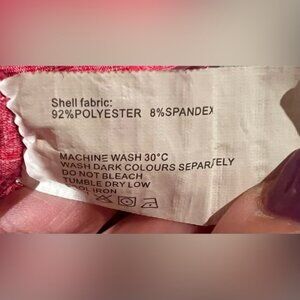 Shell fabric:
92%POLYESTER 8%SPANDEX
MACHINE WASH 30°C
WASH DARK COLOURS SEPARTELY
DO NOT BLEACH
TUMBLE DRY LOW
IRON